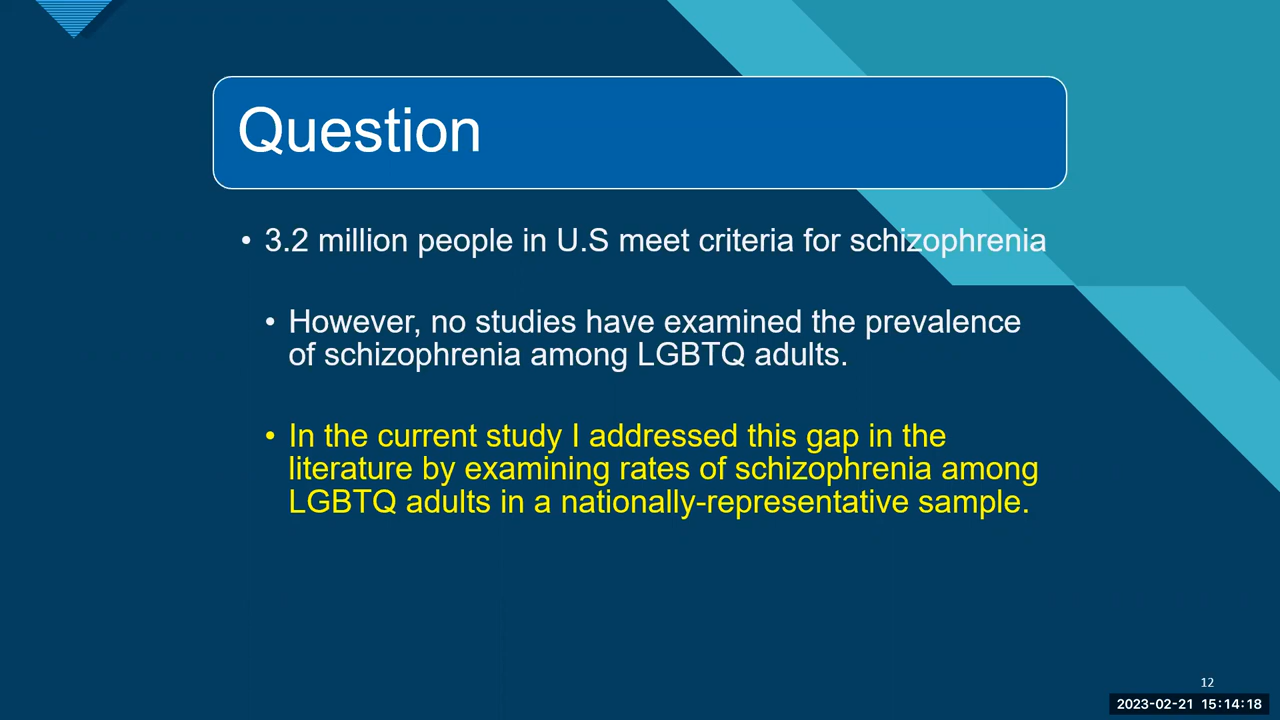 Question
• 3.2 million people in U.S meet criteria for schizophrenia
• However, no studies have examined the prevalence
of schizophrenia among LGBTQ adults.
• In the current study I addressed this gap in the
literature by examining rates of schizophrenia among
LGBTQ adults in a nationally-representative sample.
12
2023-02-21 15:14:18